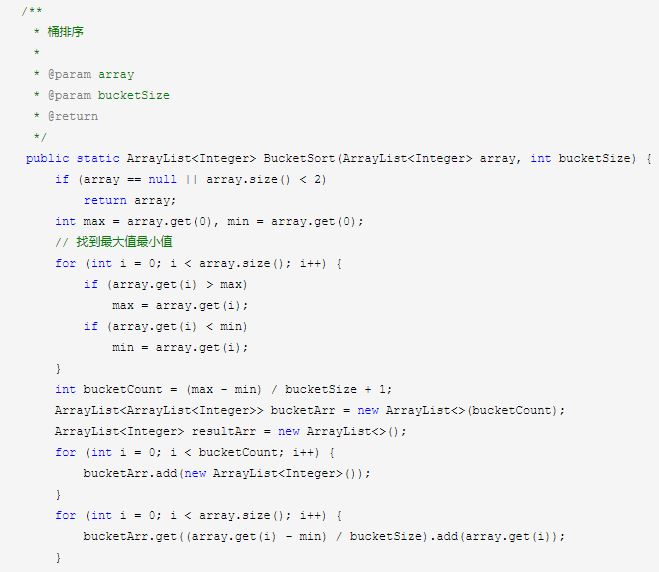 /**
 * 桶排序
 *
 * @param array
 * @param bucketSize
 * @return
 */
public static ArrayList<Integer> BucketSort(ArrayList<Integer> array, int bucketSize) {
    if (array == null || array.size() < 2)
        return array;
    int max = array.get(0), min = array.get(0);
    // 找到最大值最小值
    for (int i = 0; i < array.size(); i++) {
        if (array.get(i) > max)
            max = array.get(i);
        if (array.get(i) < min)
            min = array.get(i);
    }
    int bucketCount = (max - min) / bucketSize + 1;
    ArrayList<ArrayList<Integer>> bucketArr = new ArrayList<>(bucketCount);
    ArrayList<Integer> resultArr = new ArrayList<>();
    for (int i = 0; i < bucketCount; i++) {
        bucketArr.add(new ArrayList<Integer>());
    }
    for (int i = 0; i < array.size(); i++) {
        bucketArr.get((array.get(i) - min) / bucketSize).add(array.get(i));
    }